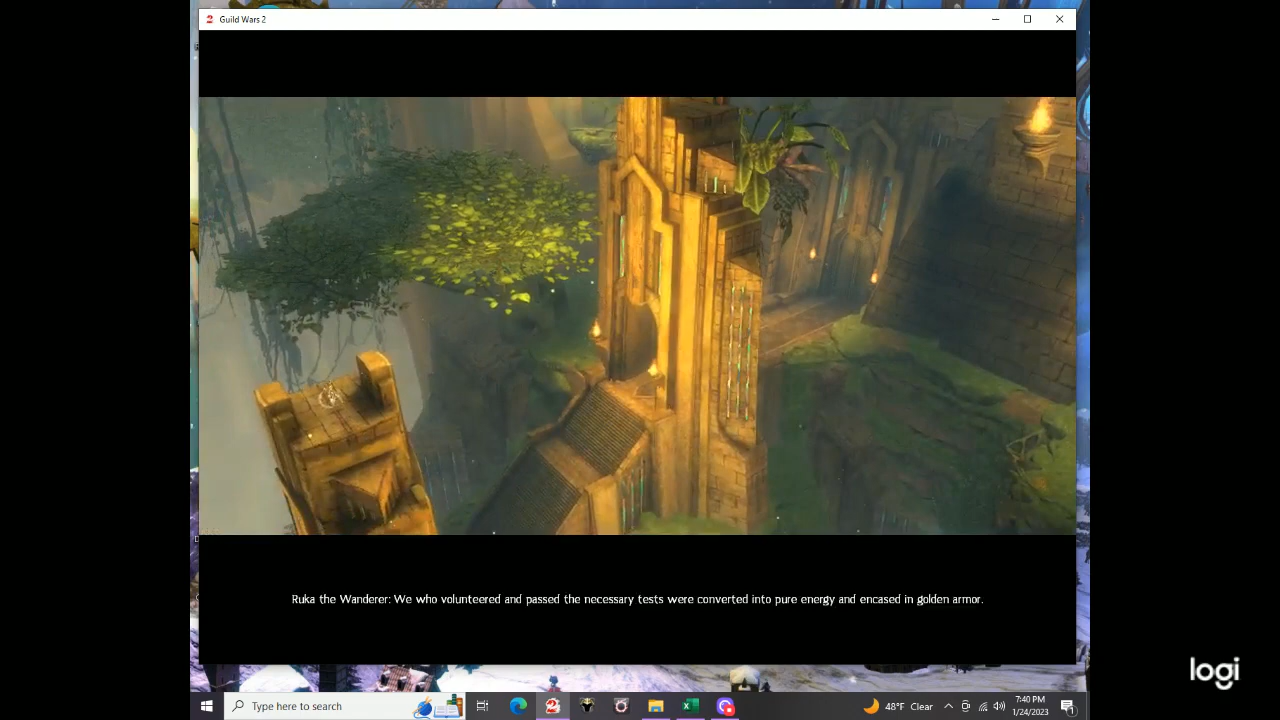 Guild Wars 2
Ruka the Wanderer: We who volunteered and passed the necessary tests were converted into pure energy and encased in golden armor.
logi
Type here to search
48°F Clear
7:40 PM
1/24/2023
1